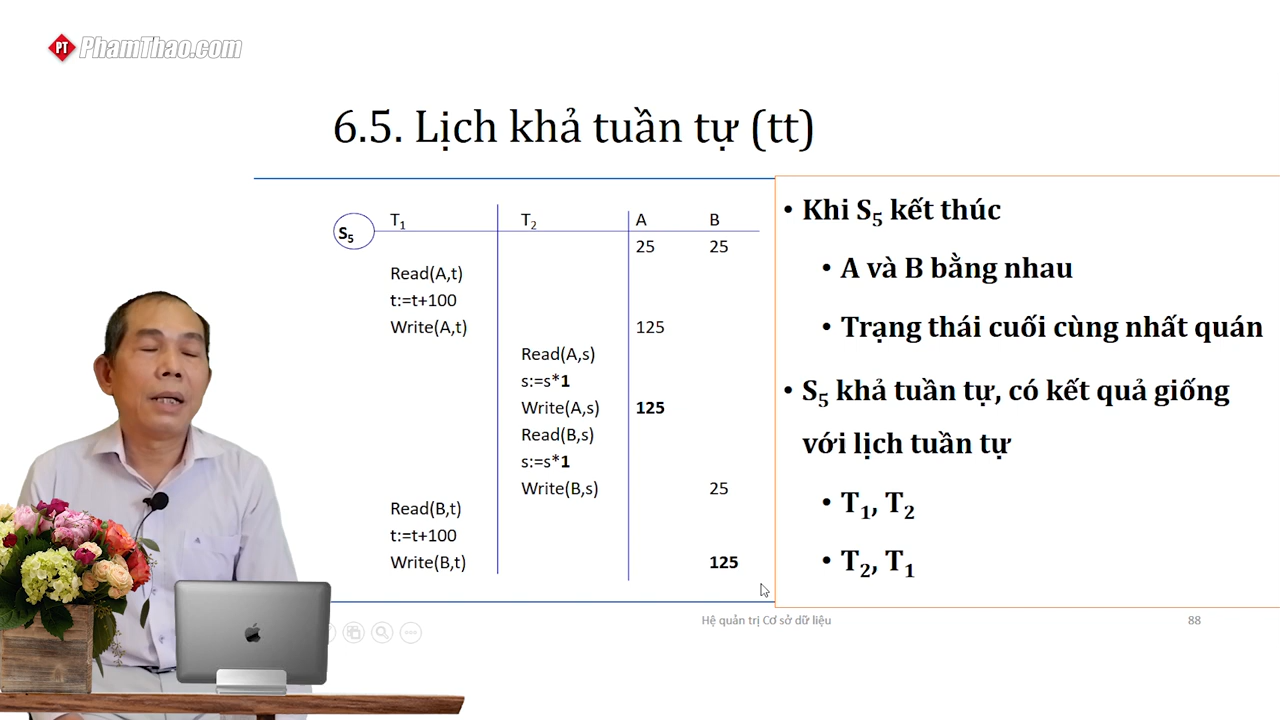 PT PhamThao.com
6.5. Lịch khả tuần tự (tt)
S5 T1 T2 A B
25 25
Read(A,t)
t:=t+100
Write(A,t) 125
Read(A,s)
s:=s*1
Write(A,s) 125
Read(B,s)
s:=s*1
Write(B,s) 25
Read(B,t)
t:=t+100
Write(B,t) 125
• Khi S5 kết thúc
• A và B bằng nhau
• Trạng thái cuối cùng nhất quán
• S5 khả tuần tự, có kết quả giống
với lịch tuần tự
• T1, T2
• T2, T1
Hệ quản trị Cơ sở dữ liệu 88